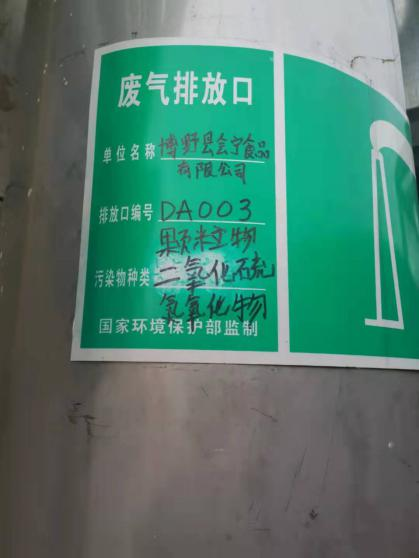 废气排放口
单位名称 博野县会宁食品
有限公司
排放口编号 DA003
颗粒物
污染物种类 二氧化硫
氮氧化物
国家环境保护部监制